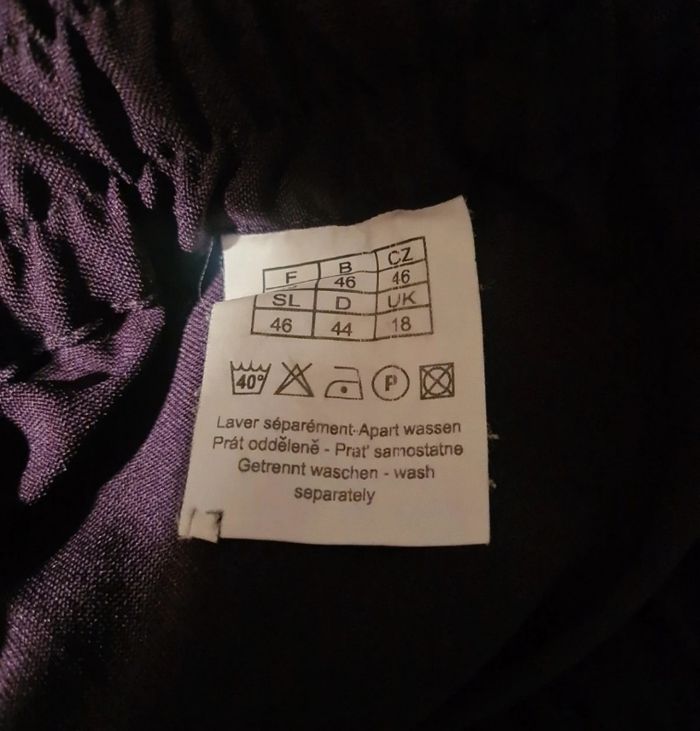 F B CZ
46 46
SL D UK
46 44 18
40° P
Laver séparément-Apart wassen
Prát odděleně - Prat' samostatne
Getrennt waschen - wash
separately